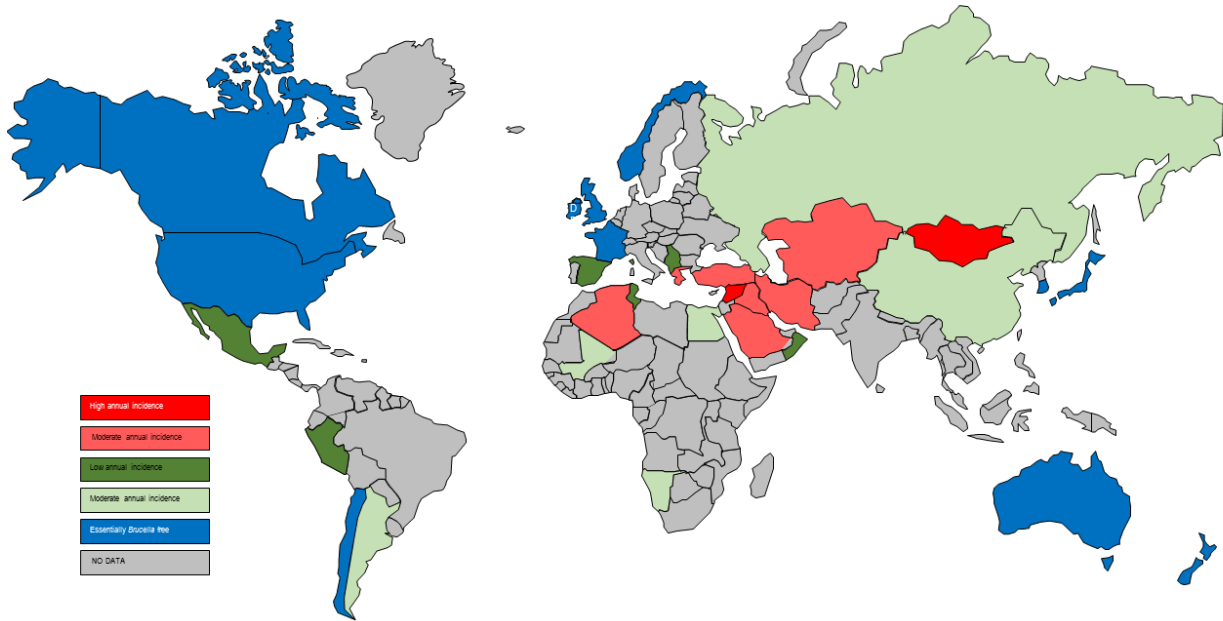 D
High annual incidence
Moderate annual incidence
Low annual incidence
Moderate annual incidence
Essentially Brucella free
NO DATA